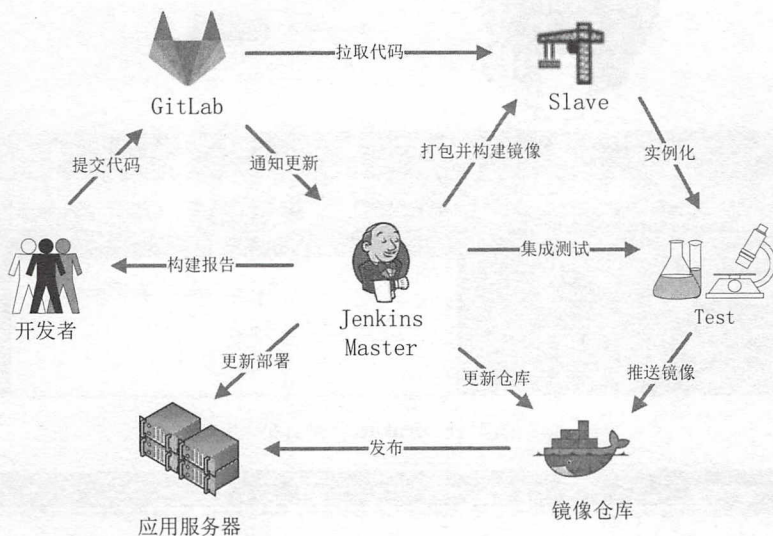 拉取代码
GitLab
Slave
提交代码
通知更新
打包并构建镜像
实例化
构建报告
集成测试
开发者
Jenkins
Master
Test
更新部署
更新仓库
推送镜像
发布
应用服务器
镜像仓库